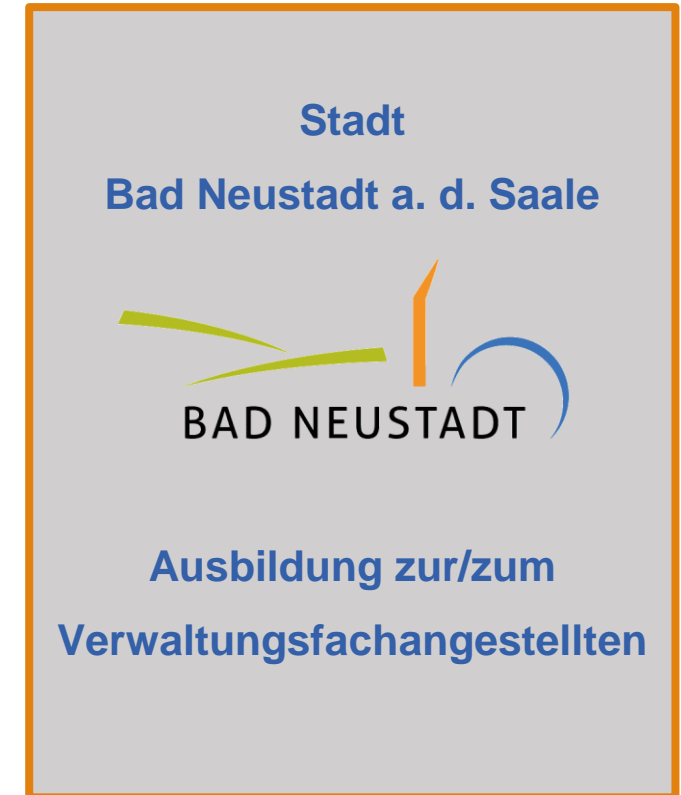 Stadt
Bad Neustadt a. d. Saale
BAD NEUSTADT
Ausbildung zur/zum
Verwaltungsfachangestellten